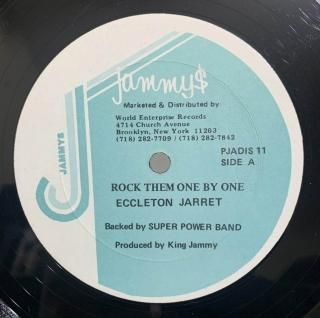 jammy$
Marketed & Distributed by:
World Enterprise Records
4714 Church Avenue
Brooklyn, New York 11203
(718) 282-7709 / (718) 282-7842
JAMMYS
PJADIS 11
SIDE A
ROCK THEM ONE BY ONE
ECCLETON JARRET
Backed by SUPER POWER BAND
Produced by King Jammy